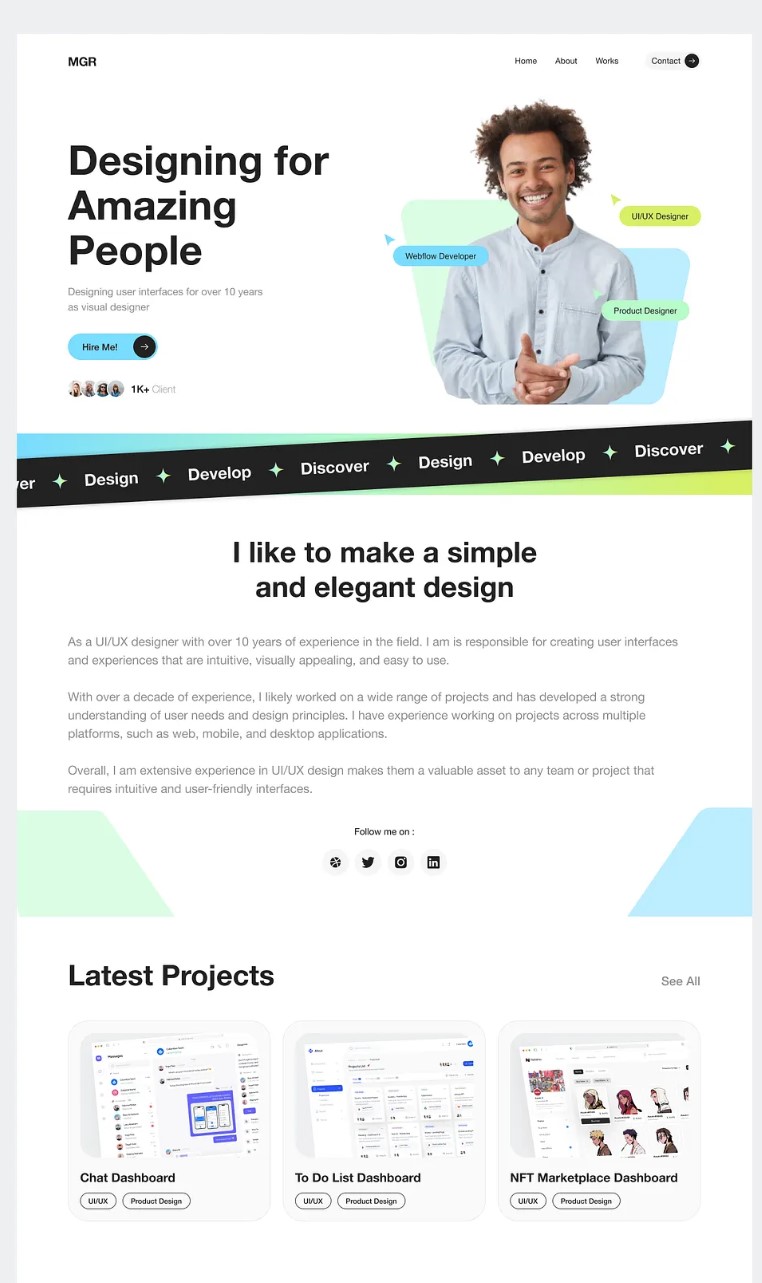 MGR
Home About Works Contact
Designing for
Amazing
People
Designing user interfaces for over 10 years
as visual designer
Hire Me!
1K+ Client
UI/UX Designer
Webflow Developer
Product Designer
Design Develop Discover Design Develop Discover
I like to make a simple
and elegant design
As a UI/UX designer with over 10 years of experience in the field. I am is responsible for creating user interfaces
and experiences that are intuitive, visually appealing, and easy to use.
With over a decade of experience, I likely worked on a wide range of projects and has developed a strong
understanding of user needs and design principles. I have experience working on projects across multiple
platforms, such as web, mobile, and desktop applications.
Overall, I am extensive experience in UI/UX design makes them a valuable asset to any team or project that
requires intuitive and user-friendly interfaces.
Follow me on :
Latest Projects
See All
Messages
Chat Dashboard
UI/UX Product Design
To Do List Dashboard
UI/UX Product Design
NFT Marketplace Dashboard
UI/UX Product Design